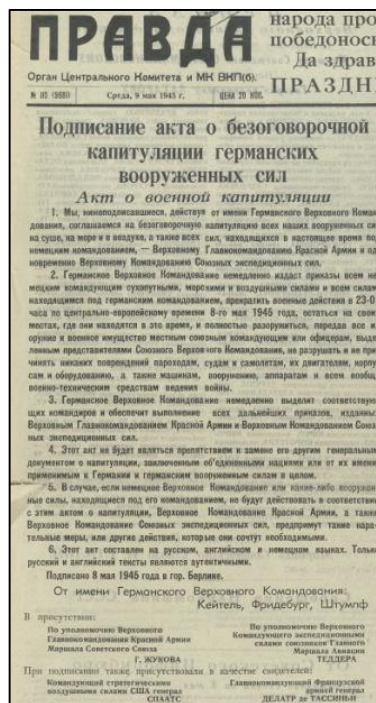 ПРАВДА
Орган Центрального Комитета и МК ВКП(б).
Среда, 9 мая 1945 г.
ЦЕНА 20 КОП.
народа про
победоносн
Да здрав
ПРАЗДНИ
Подписание акта о безоговорочной
капитуляции германских
вооруженных сил
Акт о военной капитуляции
1. Мы, нижеподписавшиеся, действуя от имени Германского Верховного Коман
дования, соглашаемся на безоговорочную капитуляцию всех наших вооруженных си
на суше, на море и в воздухе, а также всех сил, находящихся в настоящее время по
немецким командованием, — Верховному Главнокомандованию Красной Армии и од
новременно Верховному Командованию Союзных экспедиционных сил.
2. Германское Верховное Командование немедленно издаст приказы всем не
мецким командующим сухопутными, морскими и воздушными силами и всем силам
находящимся под германским командованием, прекратить военные действия в 23-0
часа по центрально-европейскому времени 8-го мая 1945 года, остаться на свои
местах, где они находятся в это время, и полностью разоружиться, передав все и
оружие и военное имущество местным союзным командующим или офицерам, выде
ленным представителями Союзного Верховного Командования, не разрушать и не при
чинять никаких повреждений пароходам, судам и самолетам, их двигателям, корпу
сам и оборудованию, а также машинам, вооружению, аппаратам и всем вообщ
военно-техническим средствам ведения войны.
3. Германское Верховное Командование немедленно выделит соответствую
щих командиров и обеспечит выполнение всех дальнейших приказов, изданны
Верховным Главнокомандованием Красной Армии и Верховным Командованием Союз
ных экспедиционных сил.
4. Этот акт не будет являться препятствием к замене его другим генеральным
документом о капитуляции, заключенным об'единенными нациями или от их имени
применимым к Германии и германским вооруженным силам в целом.
5. В случае, если немецкое Верховное Командование или какие-либо вооружен
ные силы, находящиеся под его командованием, не будут действовать в соответстви
с этим актом о капитуляции, Верховное Командование Красной Армии, а такж
Верховное Командование Союзных экспедиционных сил, предпримут такие кара
тельные меры, или другие действия, которые они сочтут необходимыми.
6. Этот акт составлен на русском, английском и немецком языках. Тольк
русский и английский тексты являются аутентичными.
Подписано 8 мая 1945 года в гор. Берлине.
От имени Германского Верховного Командования:
Кейтель, Фридебург, Штумпф
В присутствии:
По уполномочию Верховного
Главнокомандования Красной Армии
Маршала Советского Союза
Г. ЖУКОВА
По уполномочию Верховного
Командующего экспедиционными
силами союзников Главного
Маршала Авиации
ТЕДДЕРА
При подписании также присутствовали в качестве свидетелей:
Командующий стратегическими
воздушными силами США генерал
СПААТС
Главнокомандующий Французской
армией генерал
ДЕЛАТР де ТАССИНЬИ